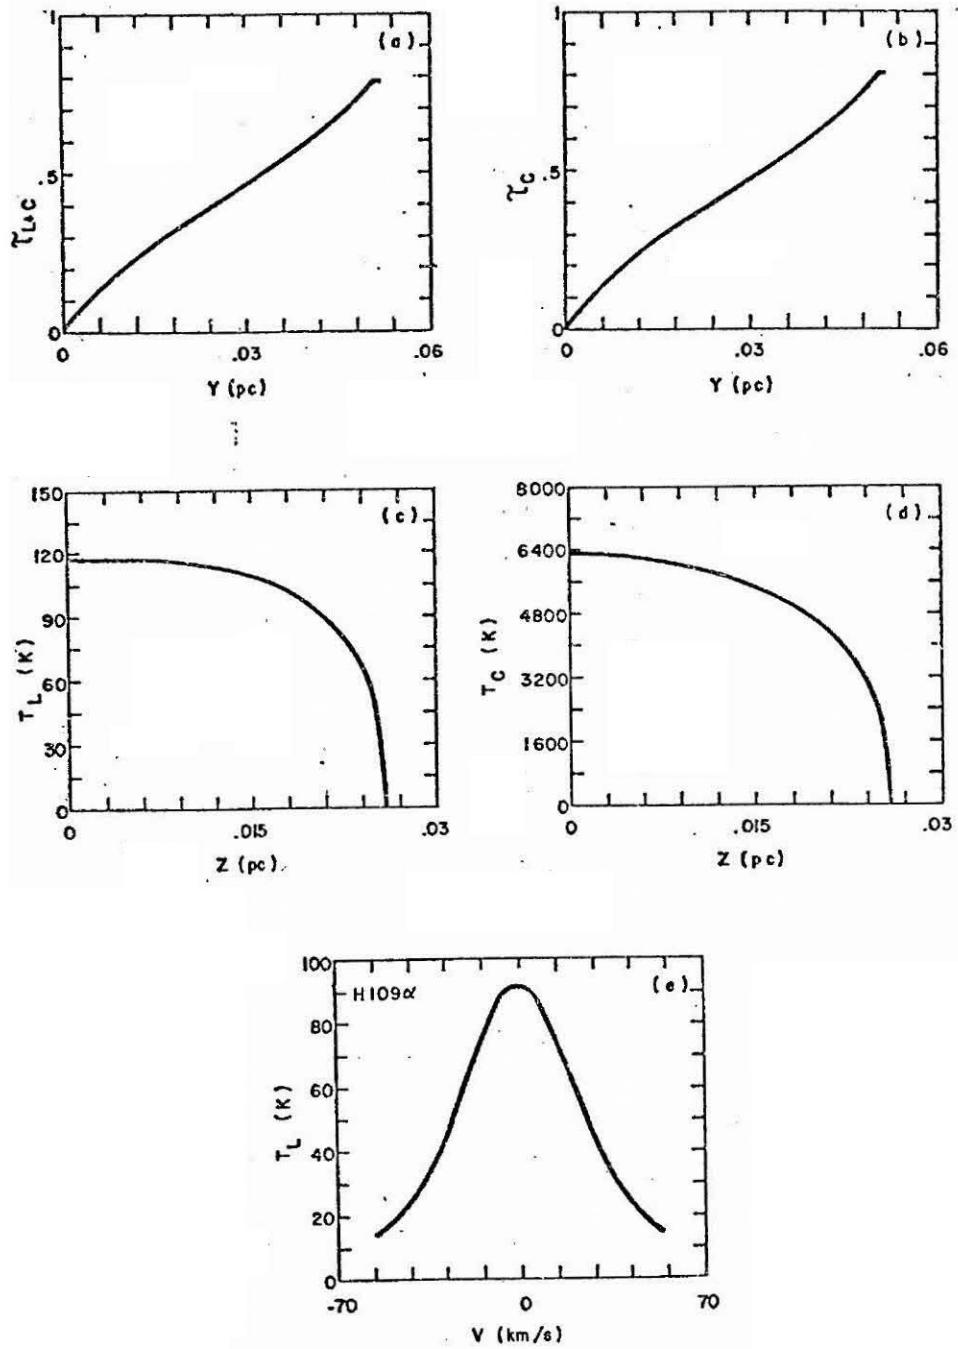 1 (a)
.5
τL+C
0
0 .03 .06
Y (pc)
1 (b)
.5
τC
0
0 .03 .06
Y (pc)
150 (c)
120
90
60
30
0
TL (K)
0 .015 .03
Z (pc)
8000 (d)
6400
4800
3200
1600
0
TC (K)
0 .015 .03
Z (pc)
100 H109α (e)
80
60
40
20
0
TL (K)
-70 0 70
V (km/s)